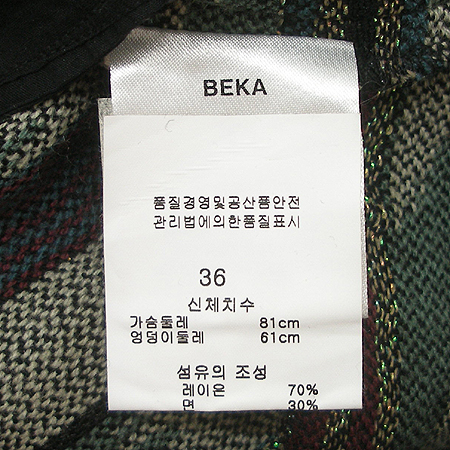 BEKA
품질경영및공산품안전
관리법에의한품질표시
36
신체치수
가슴둘레 81cm
엉덩이둘레 61cm
섬유의 조성
레이온 70%
면 30%